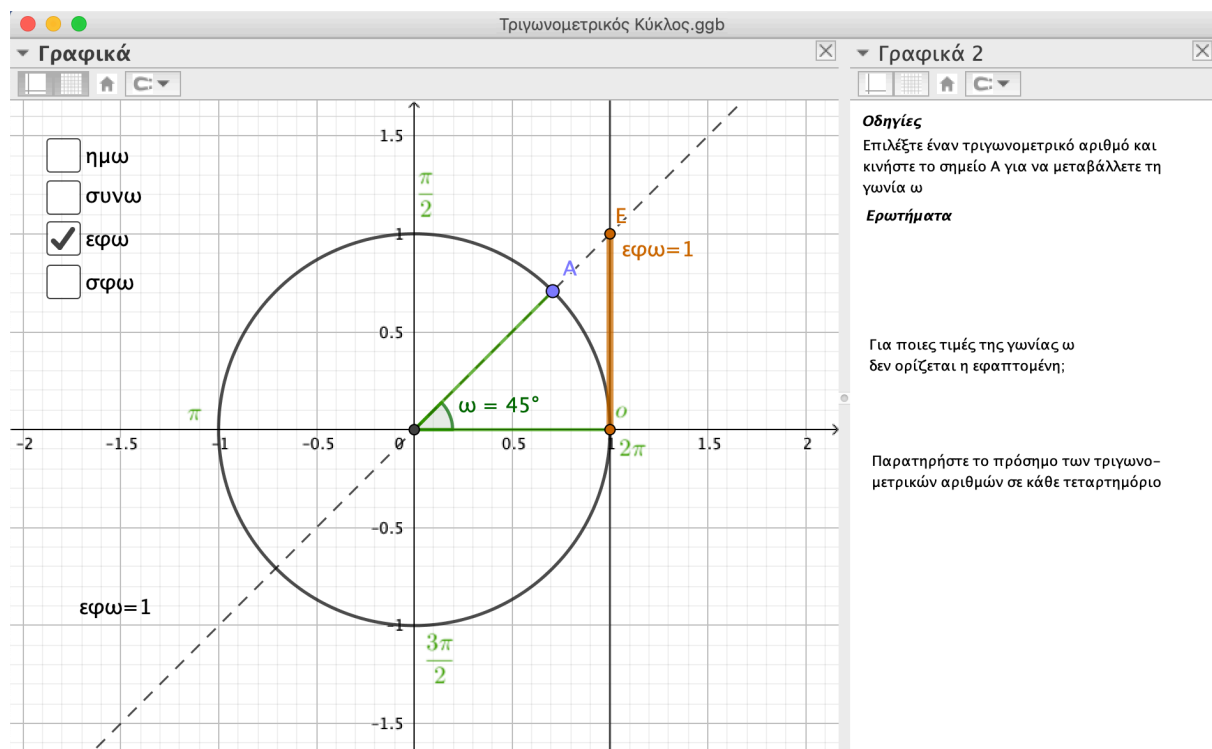 Τριγωνομετρικός Κύκλος.ggb
Γραφικά
ημω
συνω
εφω
σφω
1.5
π
2
1
E
εφω=1
A
0.5
ω = 45°
π
o
-2
-1.5
-1
-0.5
0
0.5
1
1.5
2
2π
-0.5
εφω=1
-1
3π
2
-1.5
Γραφικά 2
Οδηγίες
Επιλέξτε έναν τριγωνομετρικό αριθμό και
κινήστε το σημείο Α για να μεταβάλλετε τη
γωνία ω
Ερωτήματα
Για ποιες τιμές της γωνίας ω
δεν ορίζεται η εφαπτομένη;
Παρατηρήστε το πρόσημο των τριγωνο-
μετρικών αριθμών σε κάθε τεταρτημόριο